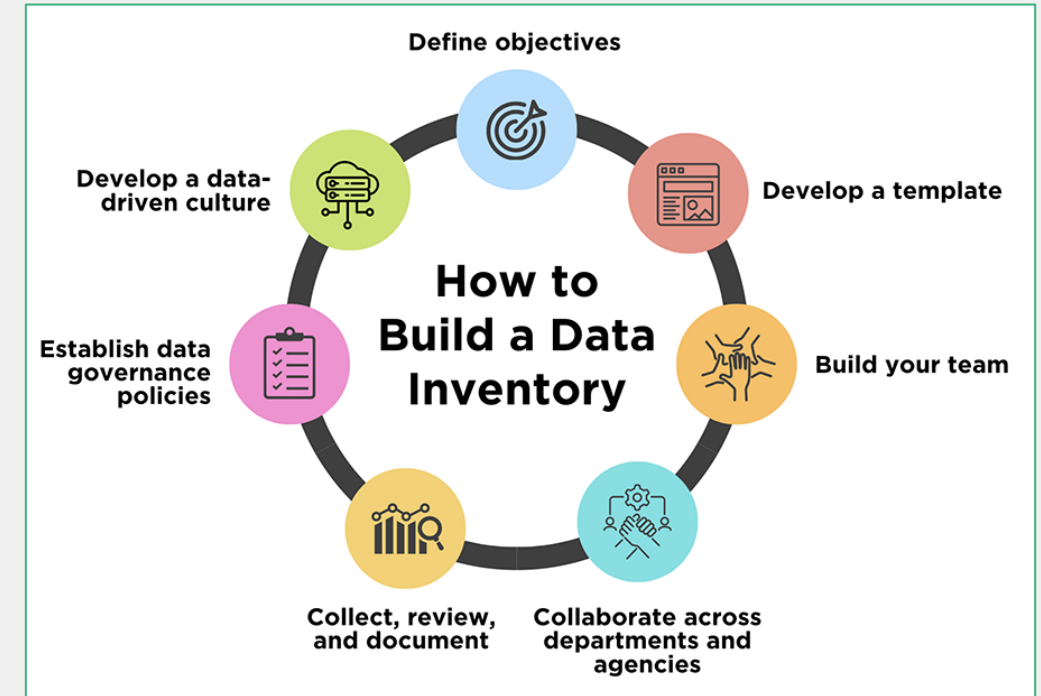 Define objectives
Develop a template
Build your team
Collaborate across
departments and
agencies
Collect, review,
and document
Establish data
governance
policies
Develop a data-
driven culture
How to
Build a Data
Inventory